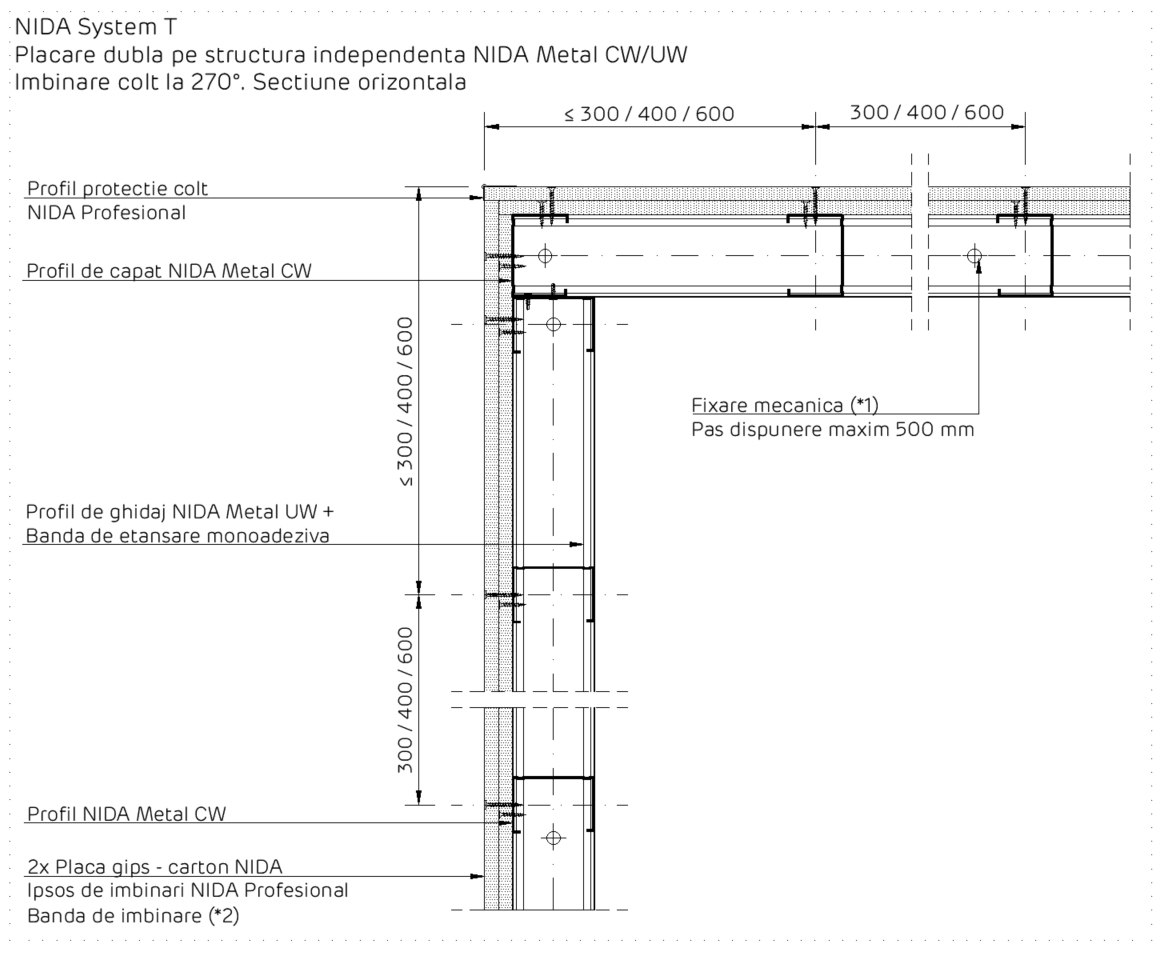 NIDA System T
Placare dubla pe structura independenta NIDA Metal CW/UW
Imbinare colt la 270°. Sectiune orizontala
≤ 300 / 400 / 600
300 / 400 / 600
Profil protectie colt
NIDA Profesional
Profil de capat NIDA Metal CW
≤ 300 / 400 / 600
Fixare mecanica (*1)
Pas dispunere maxim 500 mm
Profil de ghidaj NIDA Metal UW +
Banda de etansare monoadeziva
300 / 400 / 600
Profil NIDA Metal CW
2x Placa gips - carton NIDA
Ipsos de imbinari NIDA Profesional
Banda de imbinare (*2)